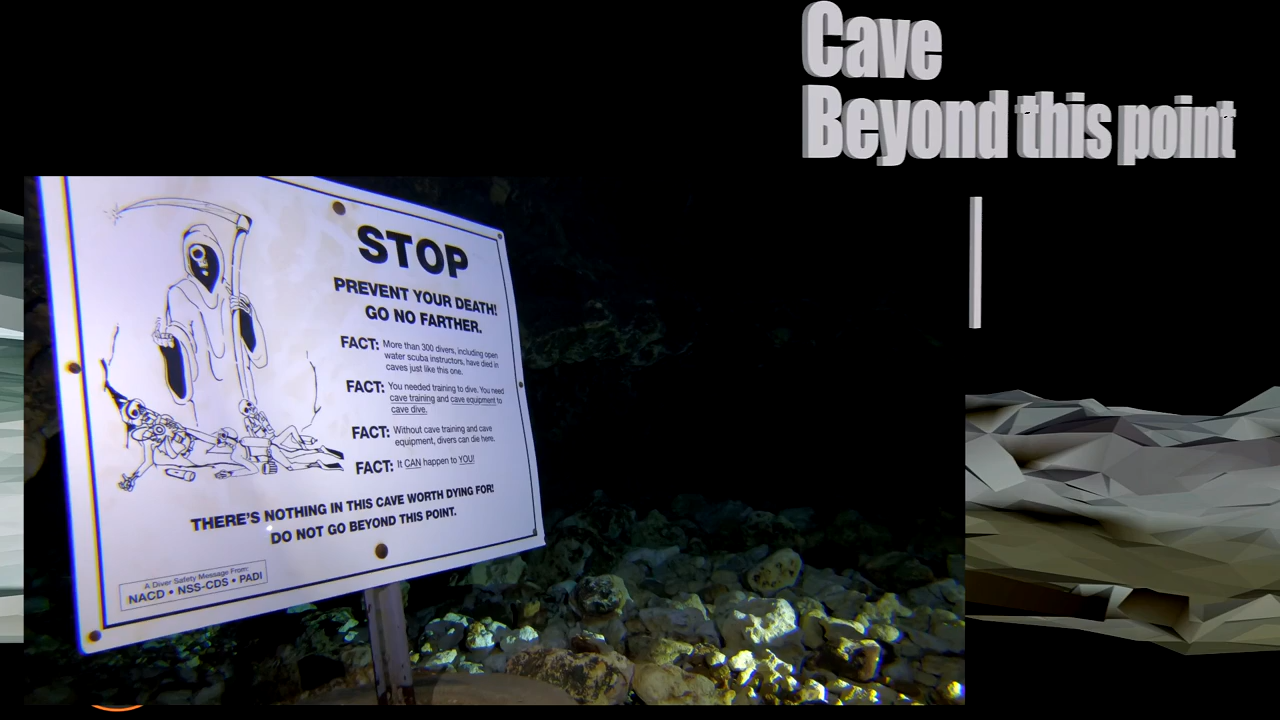 Cave
Beyond this point
STOP
PREVENT YOUR DEATH!
GO NO FARTHER.
FACT: More than 300 divers, including open
water scuba instructors, have died in
caves just like this one.
FACT: You needed training to dive. You need
cave training and cave equipment to
cave dive.
FACT: Without cave training and cave
equipment, divers can die here.
FACT: It CAN happen to YOU!
THERE'S NOTHING IN THIS CAVE WORTH DYING FOR!
DO NOT GO BEYOND THIS POINT.
A Diver Safety Message From:
NACD • NSS-CDS • PADI